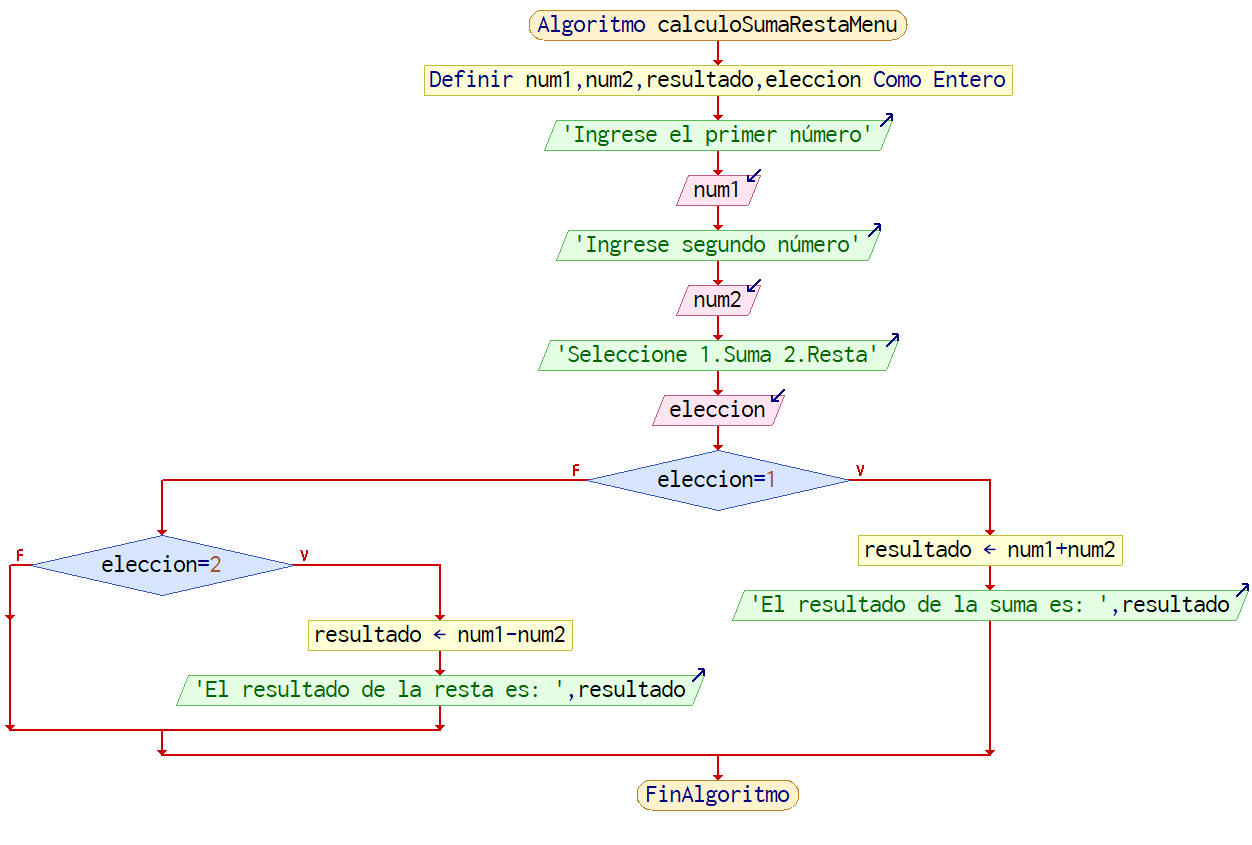 Algoritmo calculoSumaRestaMenu
Definir num1,num2,resultado,eleccion Como Entero
'Ingrese el primer número'
num1
'Ingrese segundo número'
num2
'Seleccione 1.Suma 2.Resta'
eleccion
F
eleccion=1
V
F
eleccion=2
V
resultado ← num1+num2
'El resultado de la suma es: ',resultado
resultado ← num1-num2
'El resultado de la resta es: ',resultado
FinAlgoritmo